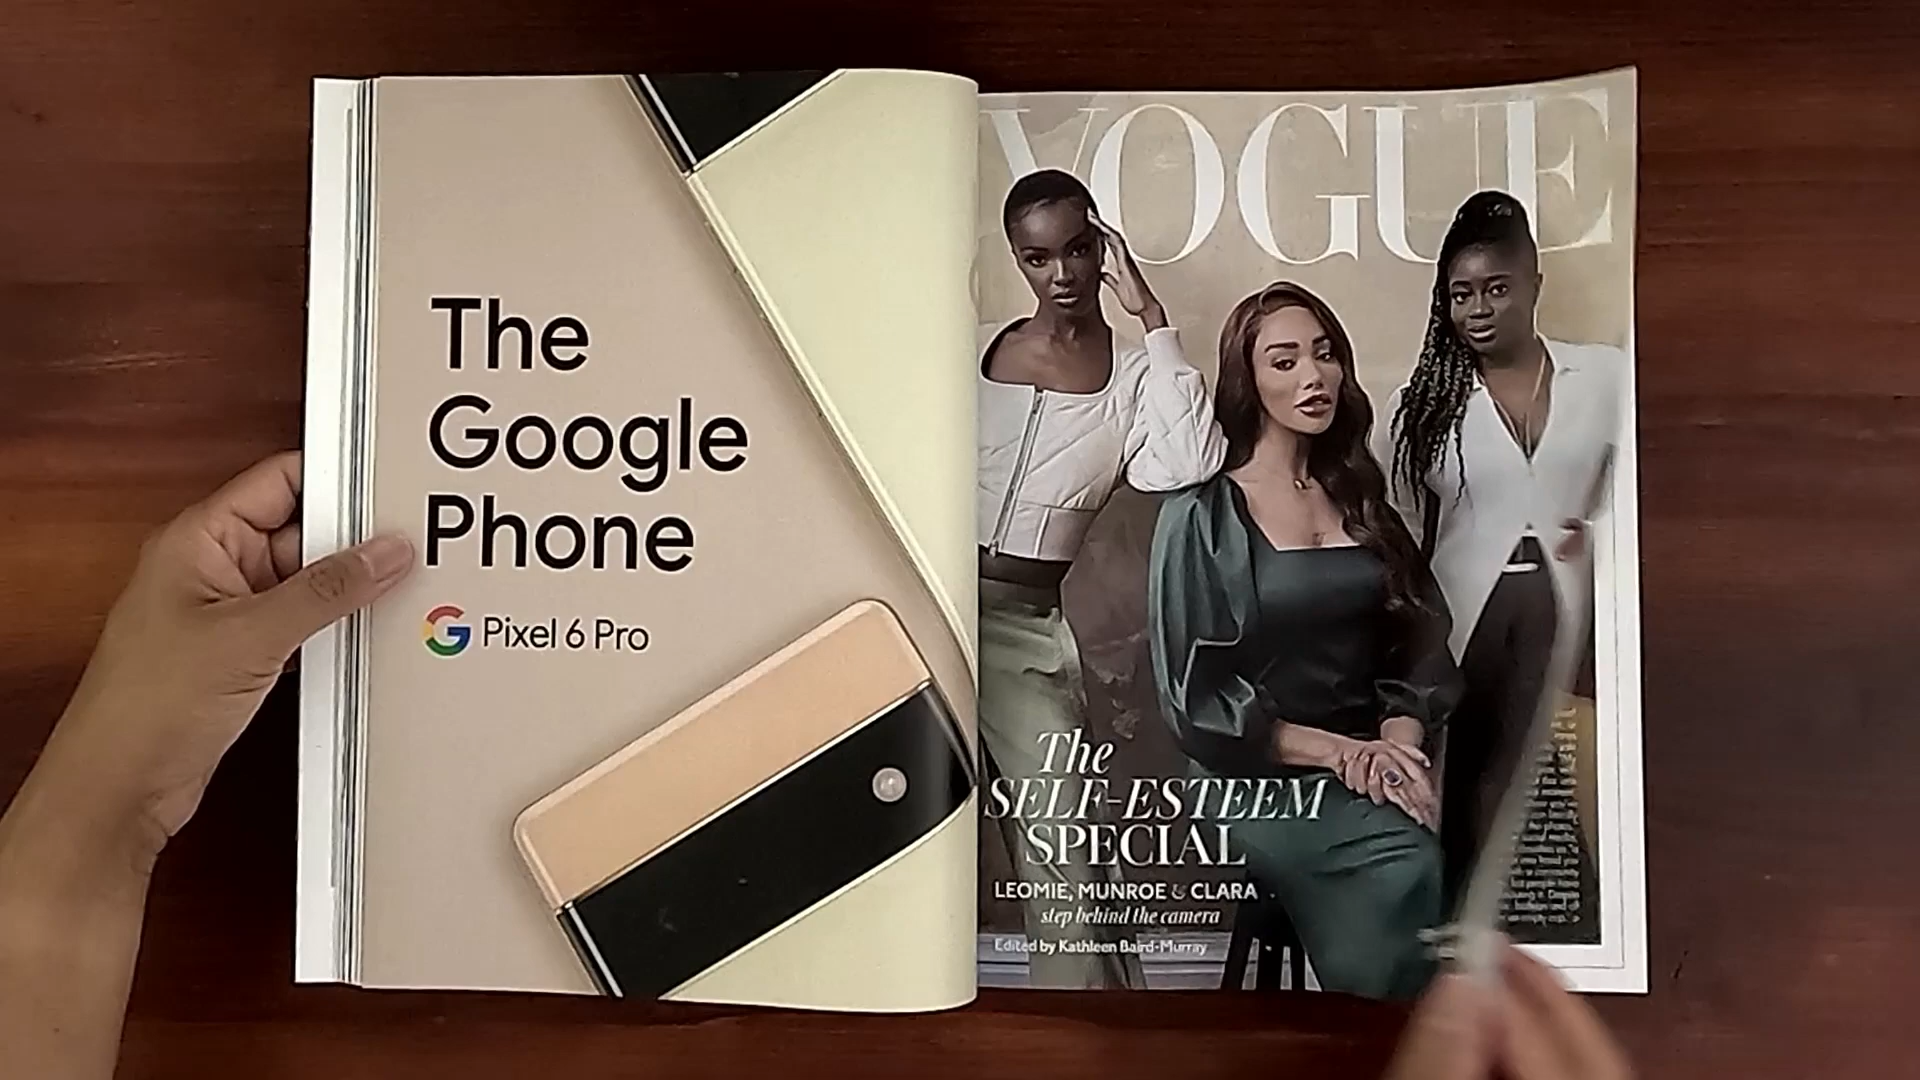 The
Google
Phone
G Pixel 6 Pro
VOGUE
The
SELF-ESTEEM
SPECIAL
LEOMIE, MUNROE & CLARA
step behind the camera
Edited by Kathleen Baird-Murray